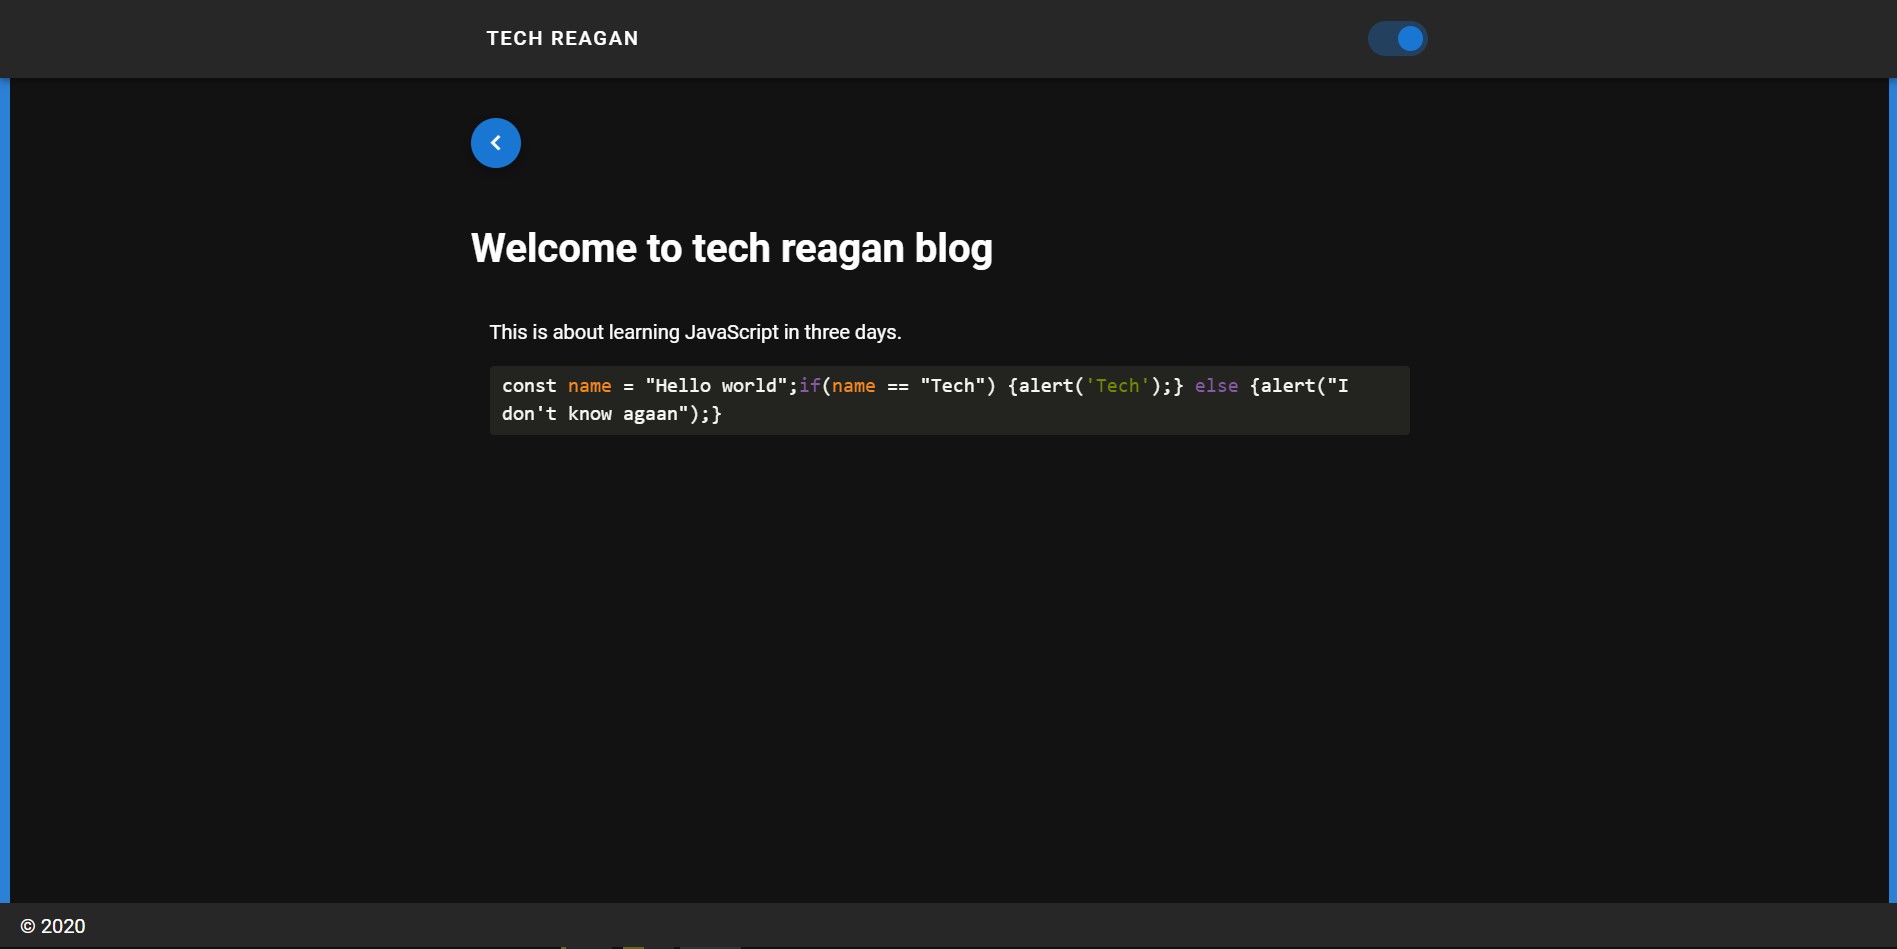 TECH REAGAN
Welcome to tech reagan blog
This is about learning JavaScript in three days.
const name = "Hello world";if(name == "Tech") {alert('Tech');} else {alert("I
don't know agaan");}
© 2020